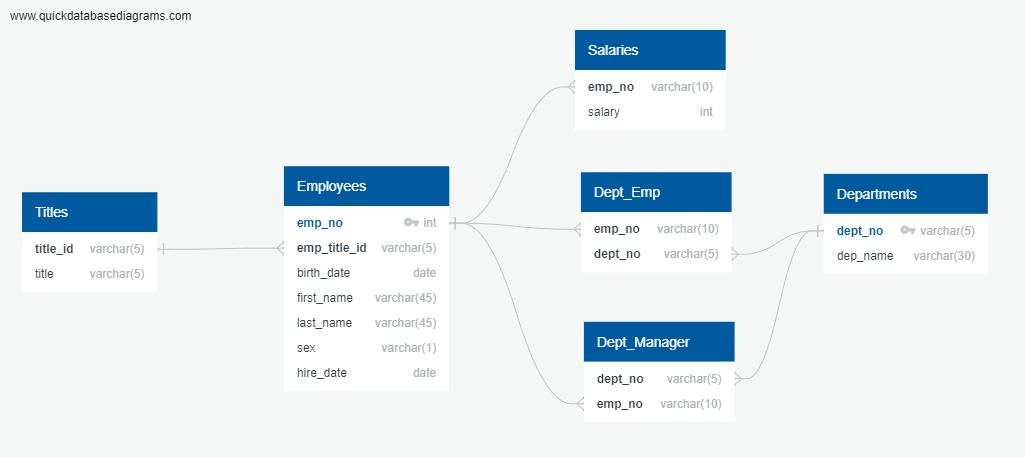 www.quickdatabasediagrams.com
Titles
title_id varchar(5)
title varchar(5)
Employees
emp_no int
emp_title_id varchar(5)
birth_date date
first_name varchar(45)
last_name varchar(45)
sex varchar(1)
hire_date date
Salaries
emp_no varchar(10)
salary int
Dept_Emp
emp_no varchar(10)
dept_no varchar(5)
Dept_Manager
dept_no varchar(5)
emp_no varchar(10)
Departments
dept_no varchar(5)
dep_name varchar(30)